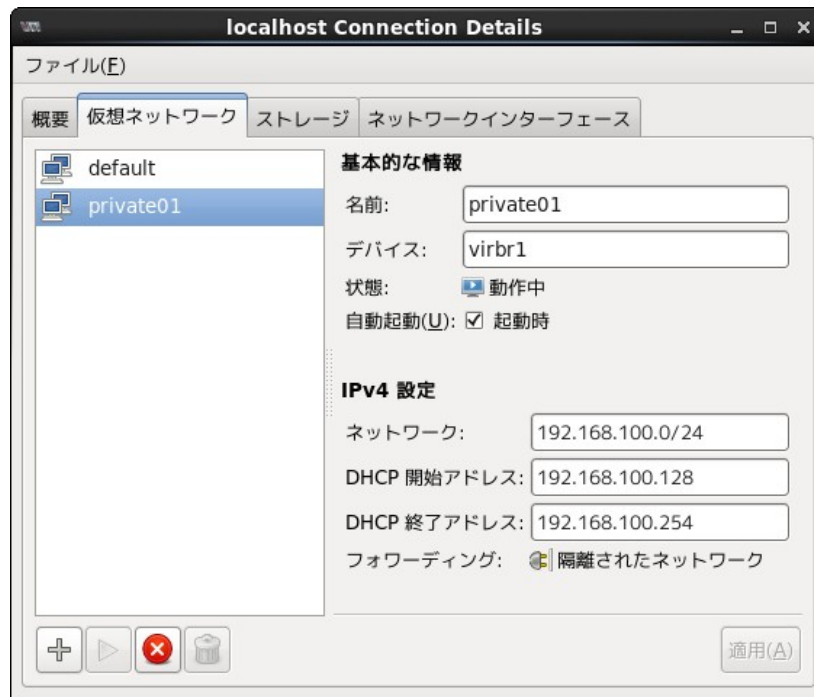 localhost Connection Details
ファイル(F)
概要 仮想ネットワーク ストレージ ネットワークインターフェース
default
private01
基本的な情報
名前: private01
デバイス: virbr1
状態: 動作中
自動起動(U): 起動時
IPv4 設定
ネットワーク: 192.168.100.0/24
DHCP 開始アドレス: 192.168.100.128
DHCP 終了アドレス: 192.168.100.254
フォワーディング: 隔離されたネットワーク
適用(A)